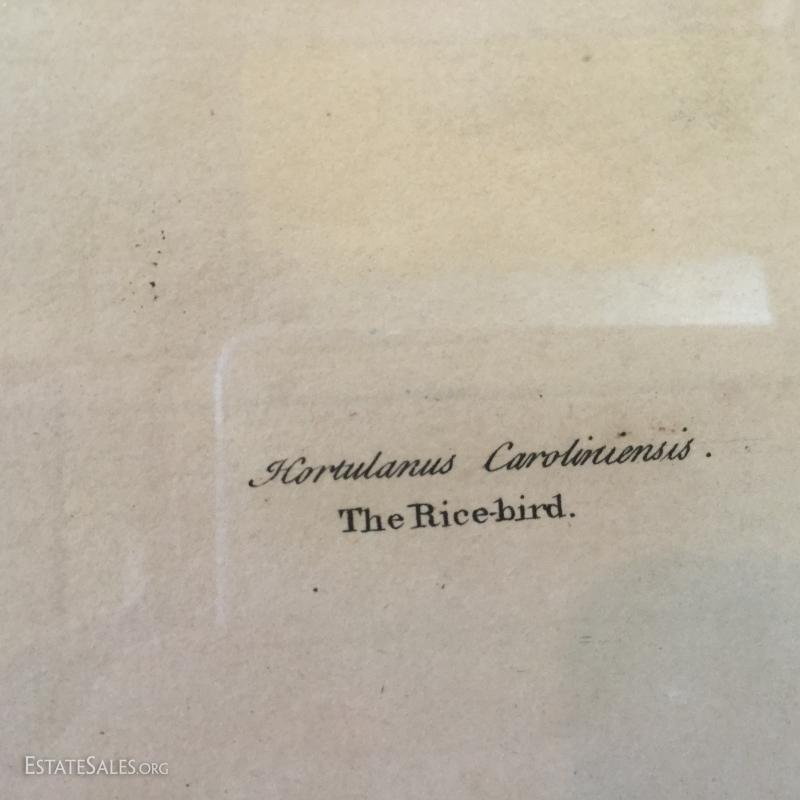 Hortulanus Caroliniensis.
The Rice-bird.
ESTATESALES.ORG